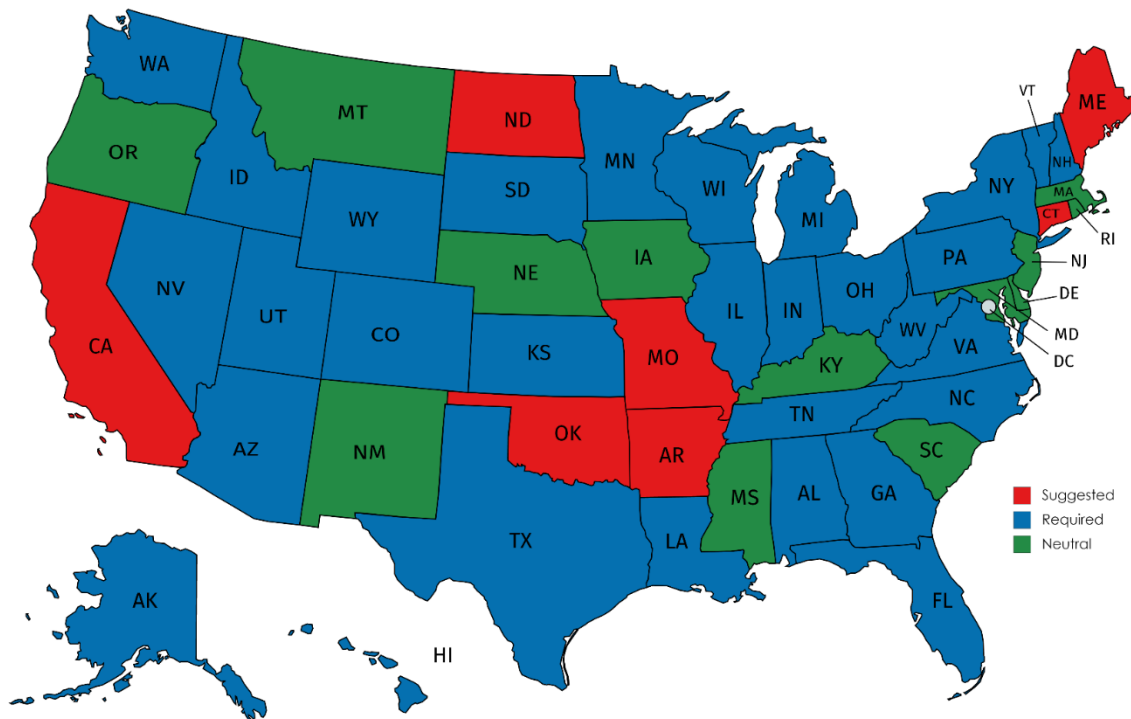 WA
MT
ND
ME
VT
OR
MN
NH
ID
SD
WI
NY
MA
WY
MI
CT
RI
IA
PA
NJ
NE
OH
DE
NV
IL
IN
UT
CO
WV
MD
CA
KS
MO
KY
VA
DC
NC
TN
AZ
NM
OK
AR
SC
MS
AL
GA
Suggested
Required
Neutral
TX
LA
AK
FL
HI